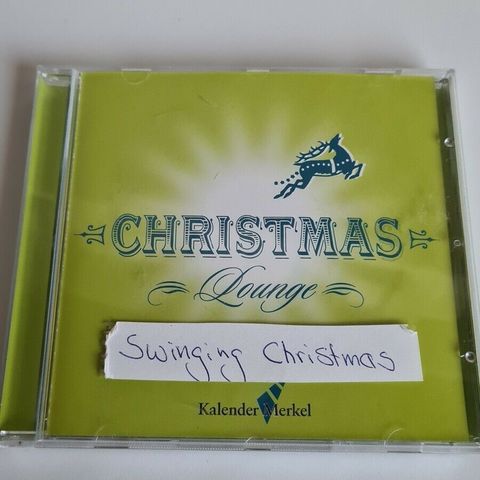 CHRISTMAS
Lounge
Swinging Christmas
Kalender Merkel